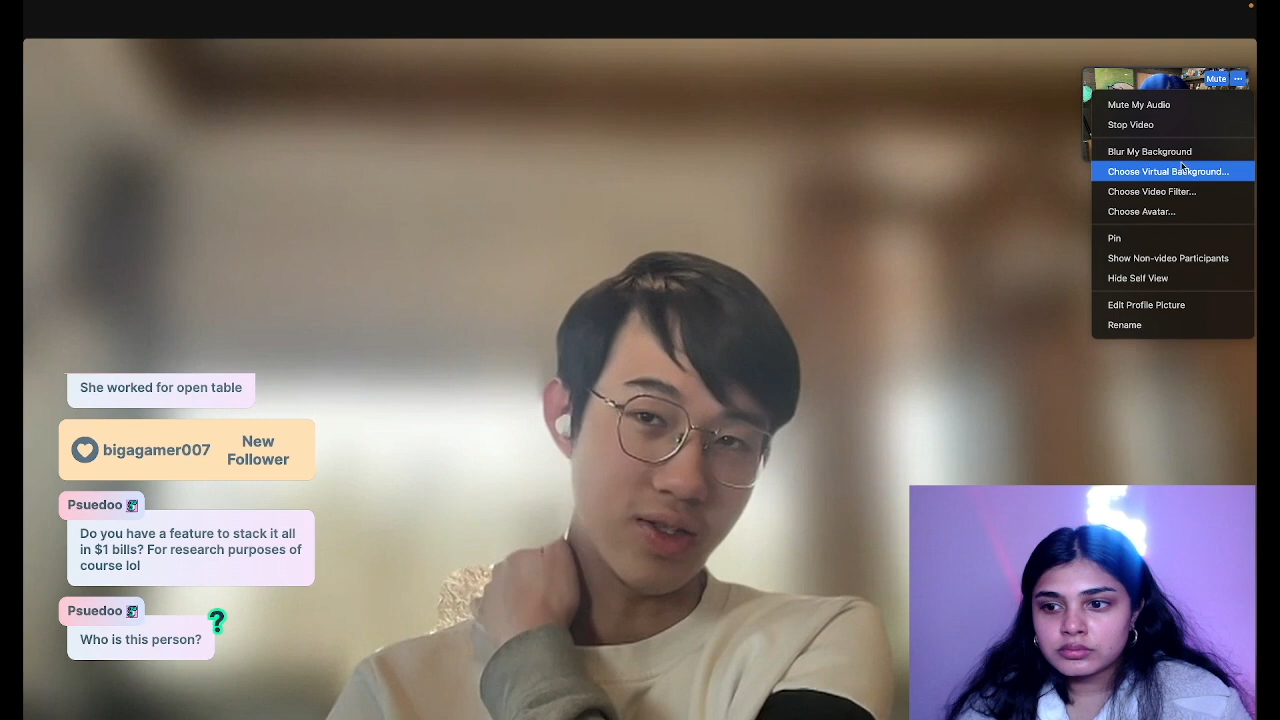 Mute ...
Mute My Audio
Stop Video
Blur My Background
Choose Virtual Background...
Choose Video Filter...
Choose Avatar...
Pin
Show Non-video Participants
Hide Self View
Edit Profile Picture
Rename
She worked for open table
bigagamer007
New
Follower
Psuedoo
Do you have a feature to stack it all
in $1 bills? For research purposes of
course lol
Psuedoo
Who is this person?
?